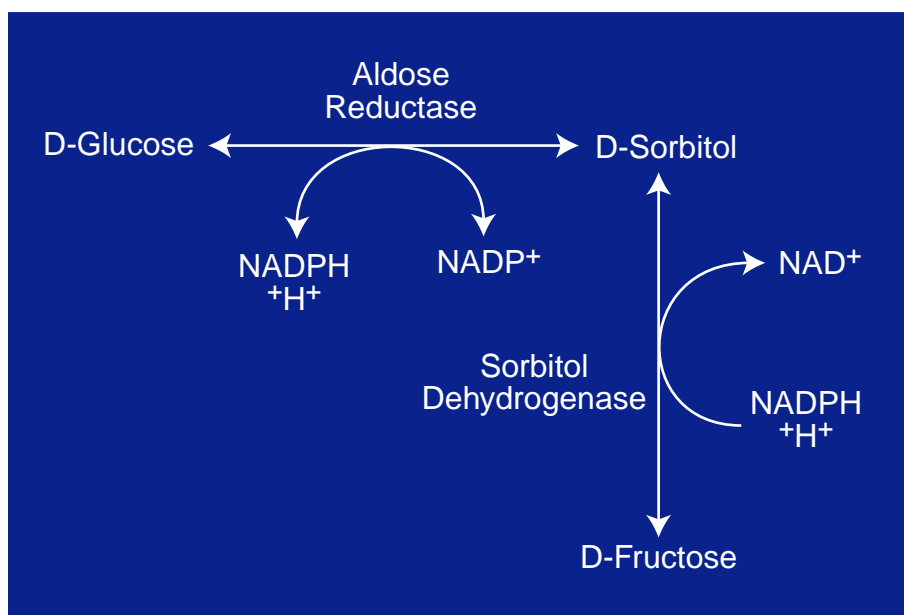 Aldose
Reductase
D-Glucose
D-Sorbitol
NADPH
+H+
NADP+
NAD+
Sorbitol
Dehydrogenase
NADPH
+H+
D-Fructose